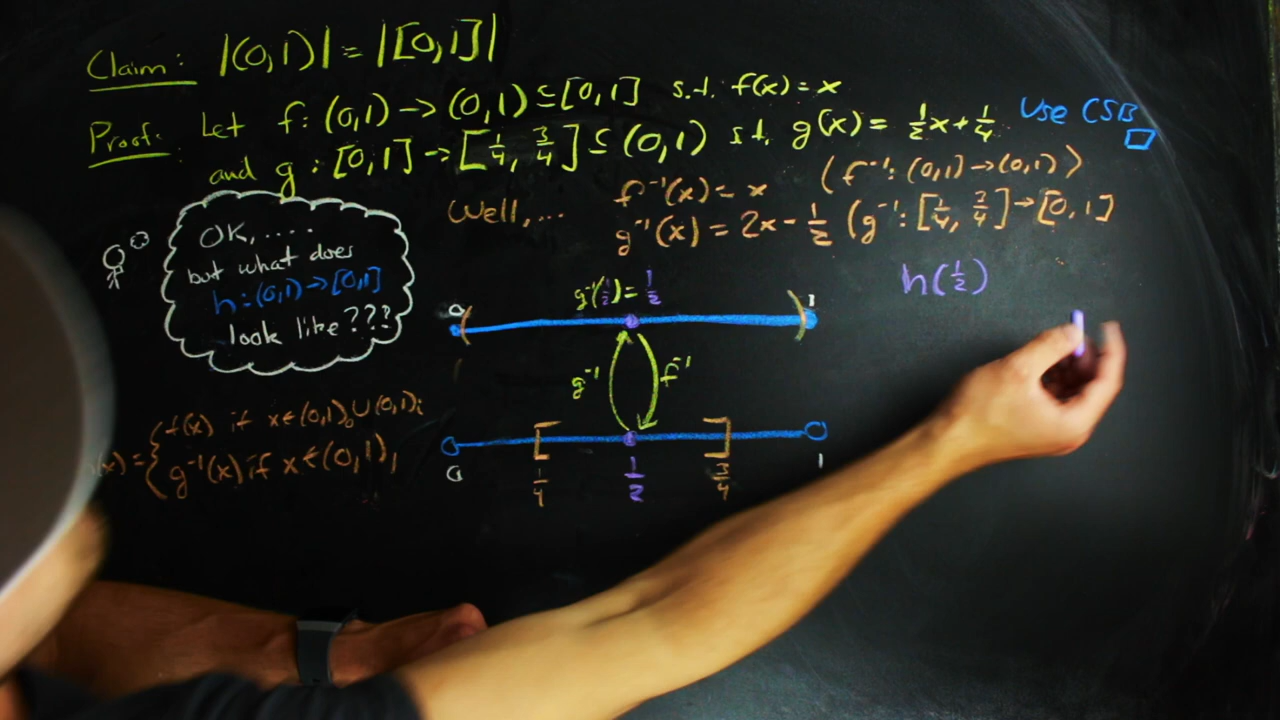 Claim: |(0,1)| = |[0,1]|
Proof: Let f: (0,1) → (0,1) ⊆ [0,1] s.t. f(x) = x
and g: [0,1] → [1/4, 3/4] ⊆ (0,1) st. g(x) = 1/2x + 1/4
Use CSB □
Well,... f⁻¹(x) = x (f⁻¹: (0,1) → (0,1))
g⁻¹(x) = 2x - 1/2 (g⁻¹: [1/4, 3/4] → [0,1]
OK,....
but what does
h: (0,1) → [0,1]
look like???
h(1/2)
g⁻¹(1/2) = 1/2
0 ( ) 1
g⁻¹ f⁻¹
[ ]
0 1/4 1/2 3/4 1
(x) = { f(x) if x ∈ (0,1)₀ ∪ (0,1)ᵢ
g⁻¹(x) if x ∈ (0,1)